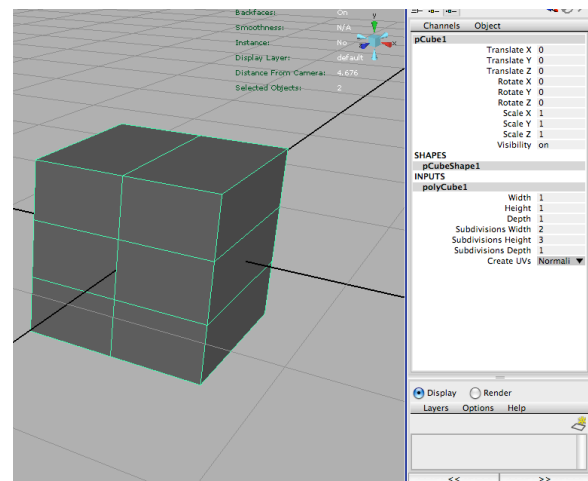 Backfaces: On
Smoothness: N/A
Instance: No
Display Layer: default
Distance From Camera: 4.676
Selected Objects: 2
y
x
Channels Object
pCube1
Translate X 0
Translate Y 0
Translate Z 0
Rotate X 0
Rotate Y 0
Rotate Z 0
Scale X 1
Scale Y 1
Scale Z 1
Visibility on
SHAPES
pCubeShape1
INPUTS
polyCube1
Width 1
Height 1
Depth 1
Subdivisions Width 2
Subdivisions Height 3
Subdivisions Depth 1
Create UVs Normali
Display Render
Layers Options Help
<< >>